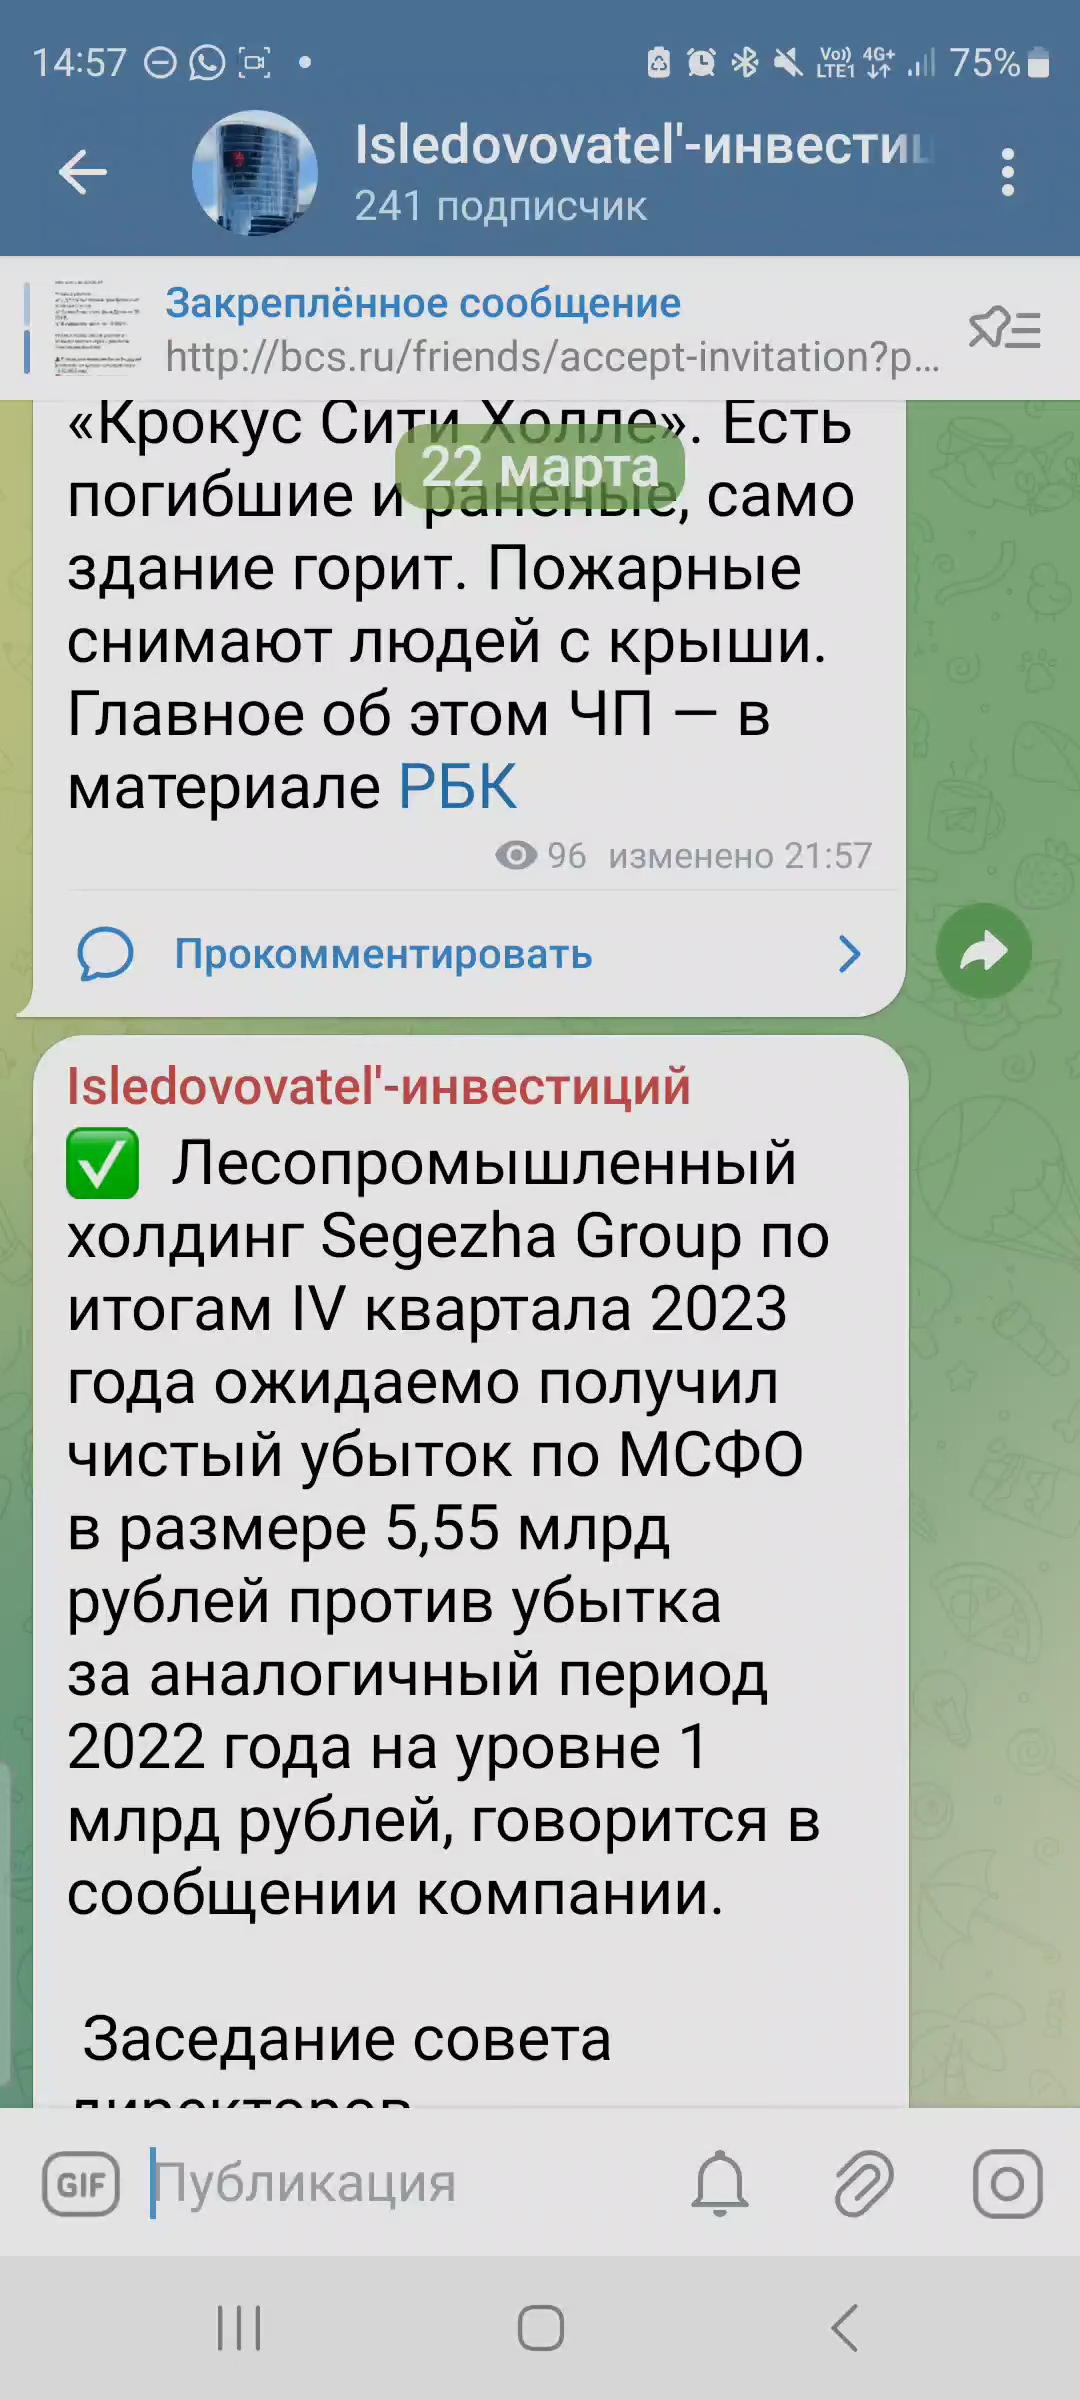 14:57
Vo)) LTE1 4G+ 75%
Isledovovatel'-инвестиц
241 подписчик
Закреплённое сообщение
http://bcs.ru/friends/accept-invitation?p...
«Крокус Сити Холле». Есть
22 марта
погибшие и раненые, само
здание горит. Пожарные
снимают людей с крыши.
Главное об этом ЧП — в
материале РБК
96 изменено 21:57
Прокомментировать
Isledovovatel'-инвестиций
✅ Лесопромышленный
холдинг Segezha Group по
итогам IV квартала 2023
года ожидаемо получил
чистый убыток по МСФО
в размере 5,55 млрд
рублей против убытка
за аналогичный период
2022 года на уровне 1
млрд рублей, говорится в
сообщении компании.
Заседание совета
директоров
GIF Публикация